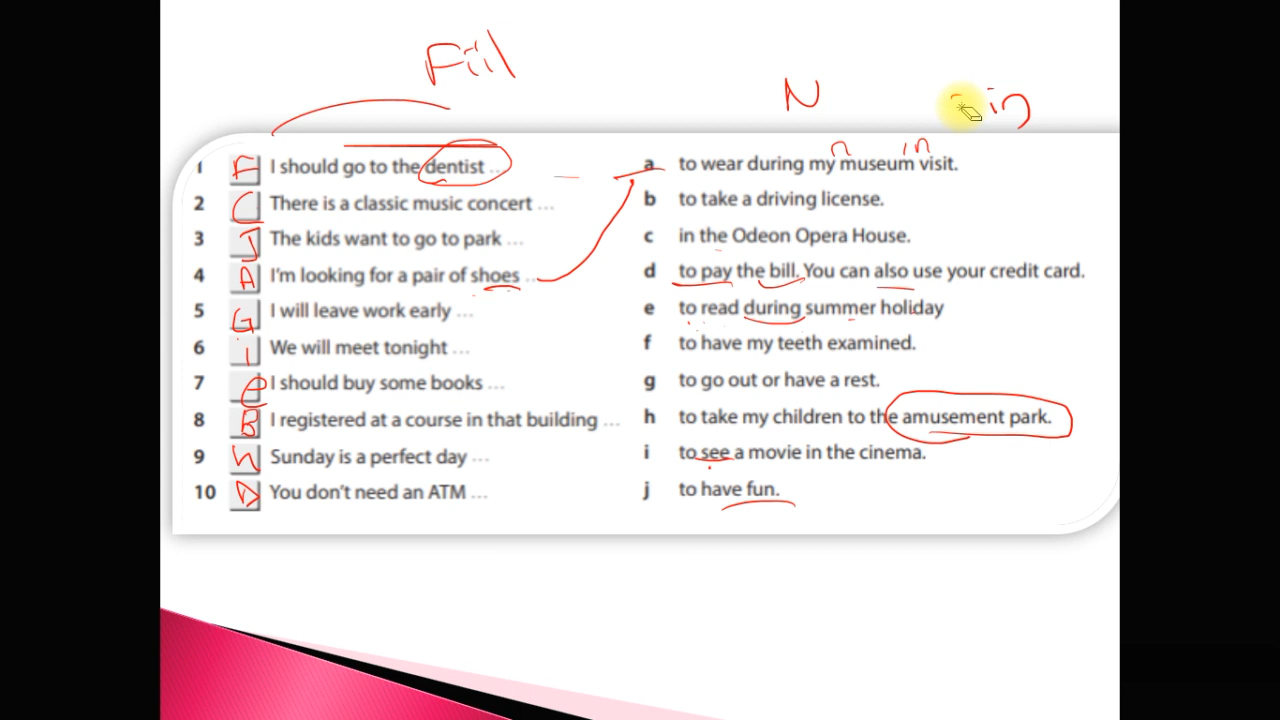 Fiil
N
in
n in
1 F I should go to the dentist ... a to wear during my museum visit.
2 C There is a classic music concert ... b to take a driving license.
3 J The kids want to go to park ... c in the Odeon Opera House.
4 A I'm looking for a pair of shoes ... d to pay the bill. You can also use your credit card.
5 G I will leave work early ... e to read during summer holiday
6 i We will meet tonight ... f to have my teeth examined.
7 e I should buy some books ... g to go out or have a rest.
8 B I registered at a course in that building ... h to take my children to the amusement park.
9 h Sunday is a perfect day ... i to see a movie in the cinema.
10 D You don't need an ATM ... j to have fun.